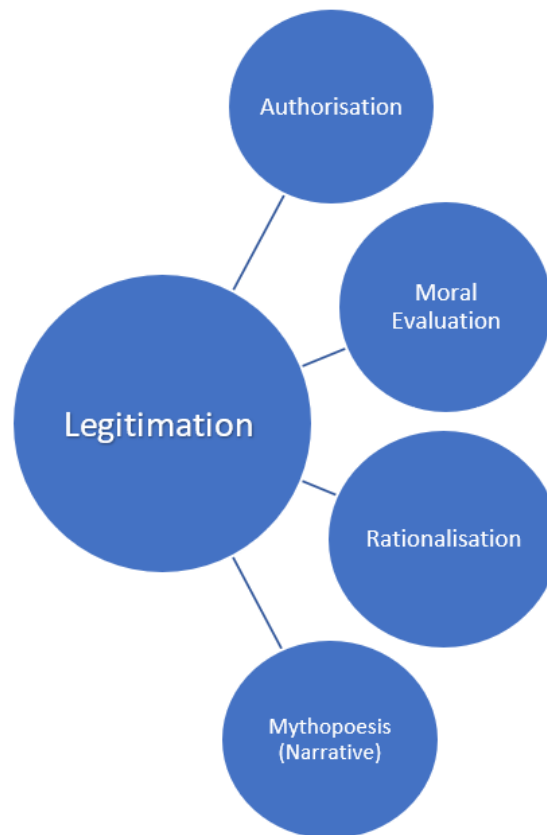 Authorisation
Moral
Evaluation
Legitimation
Rationalisation
Mythopoesis
(Narrative)